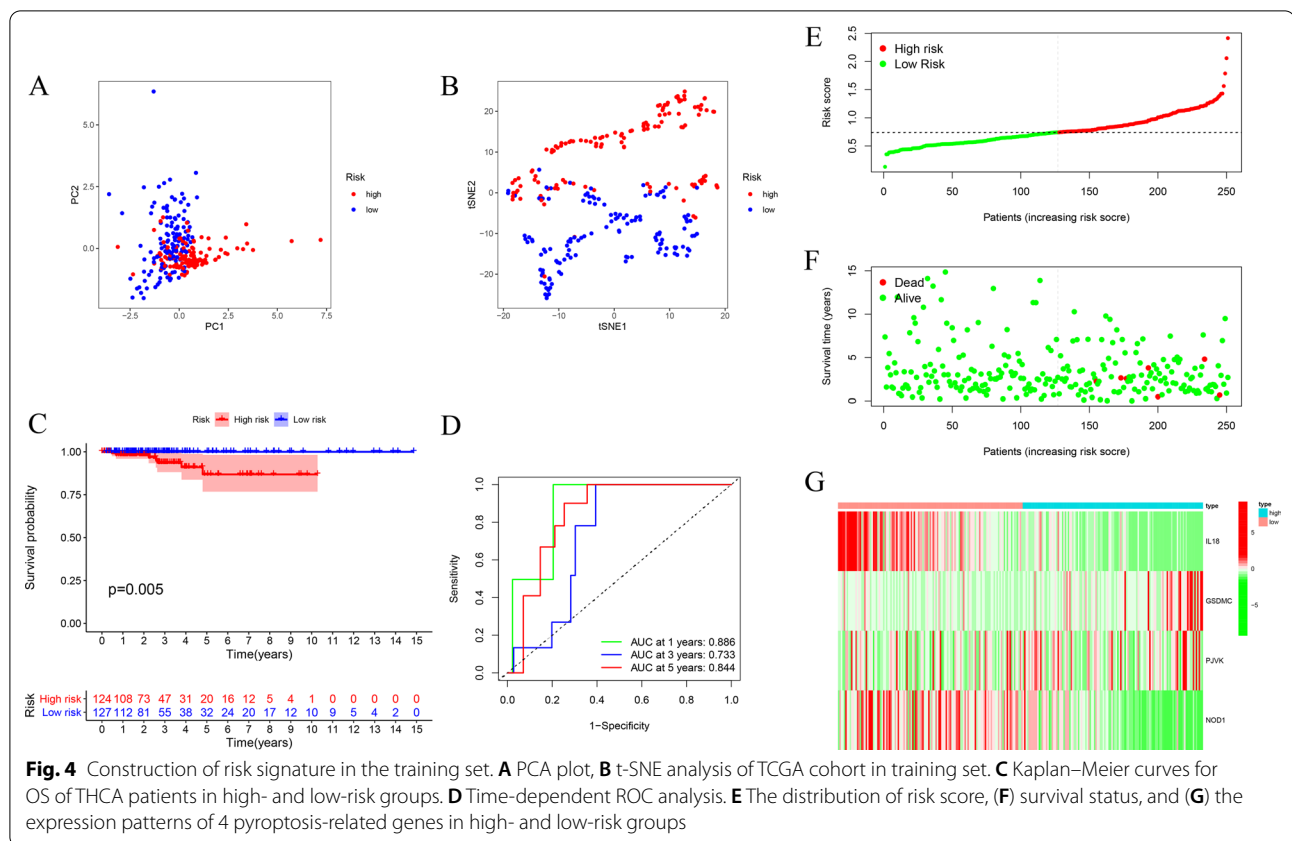 A
PC2
5.0
2.5
0.0
−2.5 0.0 2.5 5.0 7.5
PC1
Risk
high
low
B
tSNE2
20
10
0
−10
−20
−20 −10 0 10 20
tSNE1
Risk
high
low
C
Risk High risk Low risk
Survival probability
1.00
0.75
0.50
0.25
0.00
p=0.005
0 1 2 3 4 5 6 7 8 9 10 11 12 13 14 15
Time(years)
Risk
High risk 124 108 73 47 31 20 16 12 5 4 1 0 0 0 0 0
Low risk 127 112 81 55 38 32 24 20 17 12 10 9 5 4 2 0
0 1 2 3 4 5 6 7 8 9 10 11 12 13 14 15
Time(years)
D
Sensitivity
1.0
0.8
0.6
0.4
0.2
0.0
AUC at 1 years: 0.886
AUC at 3 years: 0.733
AUC at 5 years: 0.844
0.0 0.2 0.4 0.6 0.8 1.0
1−Specificity
E
Risk score
2.5
2.0
1.5
1.0
0.5
High risk
Low Risk
0 50 100 150 200 250
Patients (increasing risk socre)
F
Survival time (years)
15
10
5
0
Dead
Alive
0 50 100 150 200 250
Patients (increasing risk socre)
G
type
IL18
GSDMC
PJVK
NOD1
type
high
low
5
0
−5
Fig. 4 Construction of risk signature in the training set. A PCA plot, B t-SNE analysis of TCGA cohort in training set. C Kaplan–Meier curves for
OS of THCA patients in high- and low-risk groups. D Time-dependent ROC analysis. E The distribution of risk score, (F) survival status, and (G) the
expression patterns of 4 pyroptosis-related genes in high- and low-risk groups